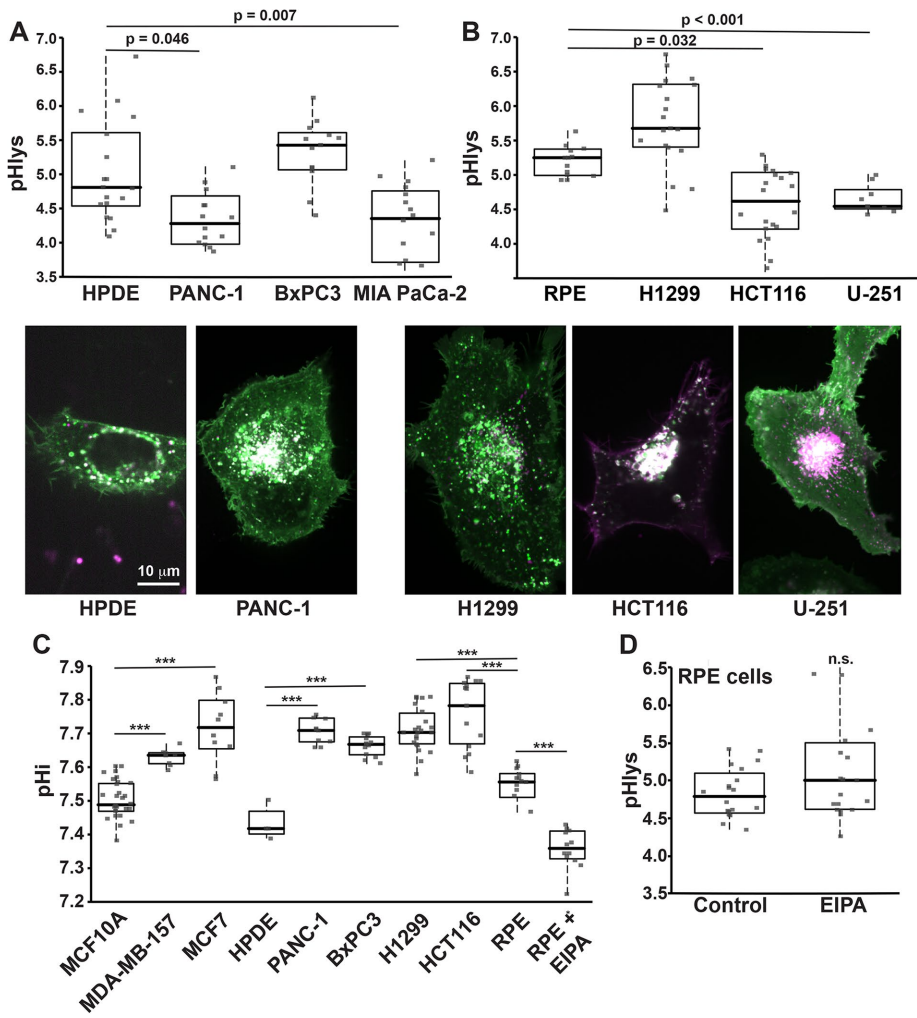 A
p = 0.007
p = 0.046
pHlys
7.0
6.5
6.0
5.5
5.0
4.5
4.0
3.5
HPDE PANC-1 BxPC3 MIA PaCa-2
B
p < 0.001
p = 0.032
pHlys
7.0
6.5
6.0
5.5
5.0
4.5
4.0
RPE H1299 HCT116 U-251
10 μm
HPDE PANC-1 H1299 HCT116 U-251
C
pHi
7.9
7.8
7.7
7.6
7.5
7.4
7.3
7.2
*** *** *** *** *** *** ***
MCF10A
MDA-MB-157
MCF7
HPDE
PANC-1
BxPC3
H1299
HCT116
RPE
RPE +
EIPA
D
RPE cells
n.s.
pHlys
6.5
6.0
5.5
5.0
4.5
4.0
3.5
Control EIPA